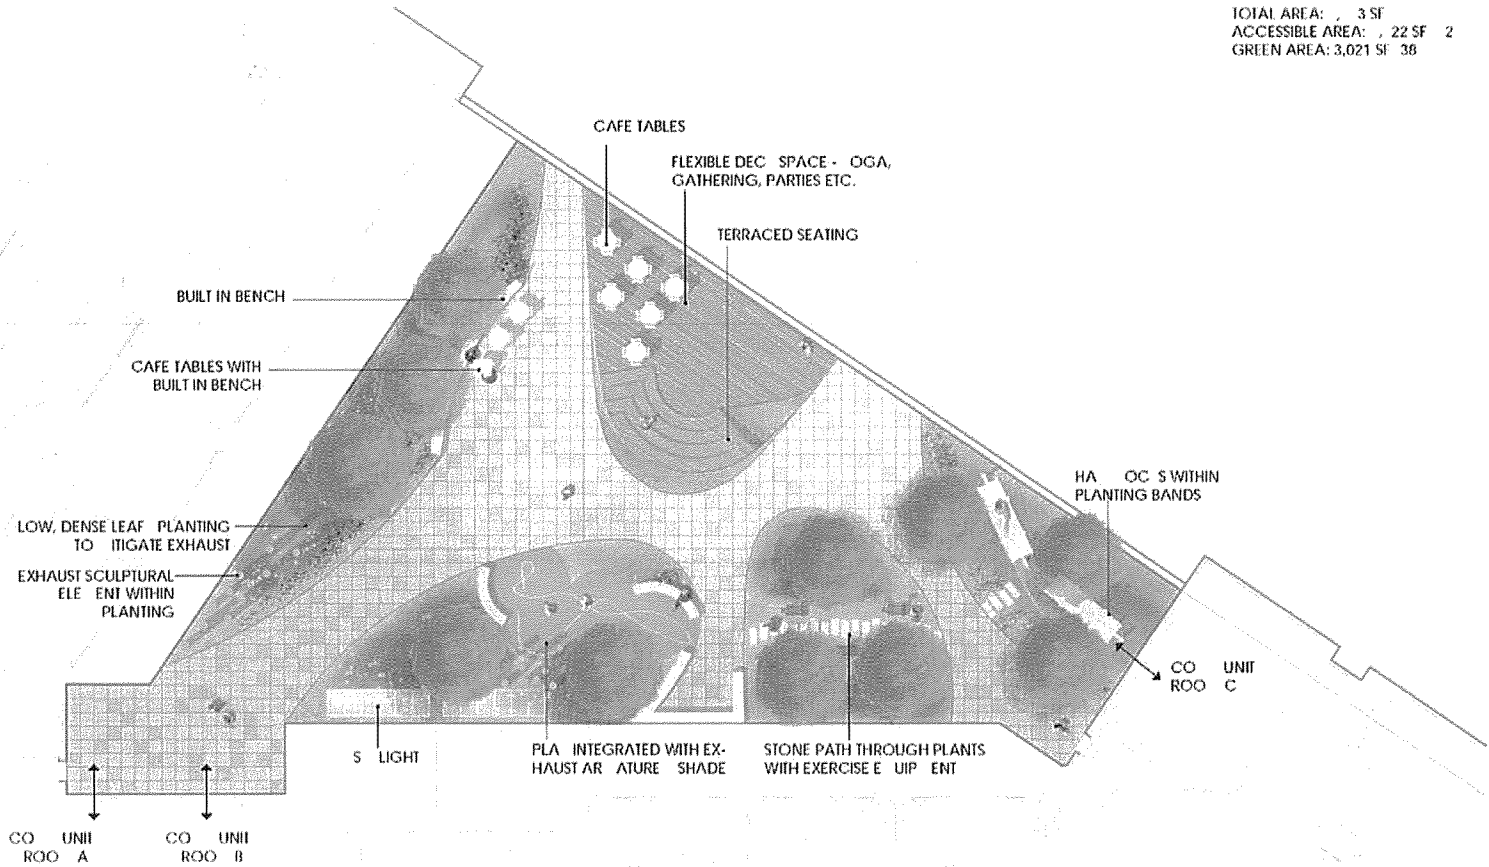 TOTAL AREA: , 3 SF
ACCESSIBLE AREA: , 22 SF 2
GREEN AREA: 3,021 SF 38
CAFE TABLES
FLEXIBLE DEC SPACE - OGA,
GATHERING, PARTIES ETC.
TERRACED SEATING
BUILT IN BENCH
CAFE TABLES WITH
BUILT IN BENCH
HA OC S WITHIN
PLANTING BANDS
LOW, DENSE LEAF PLANTING
TO ITIGATE EXHAUST
EXHAUST SCULPTURAL
ELE ENT WITHIN
PLANTING
CO UNIT
ROO C
S LIGHT
PLA INTEGRATED WITH EX-
HAUST AR ATURE SHADE
STONE PATH THROUGH PLANTS
WITH EXERCISE E UIP ENT
CO UNIT
ROO A
CO UNIT
ROO B